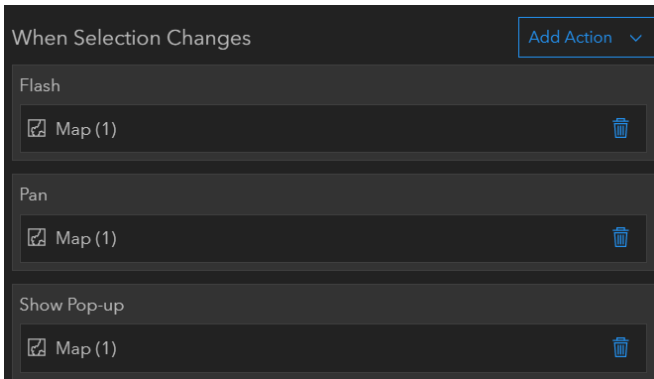 When Selection Changes
Add Action
Flash
Map (1)
Pan
Map (1)
Show Pop-up
Map (1)